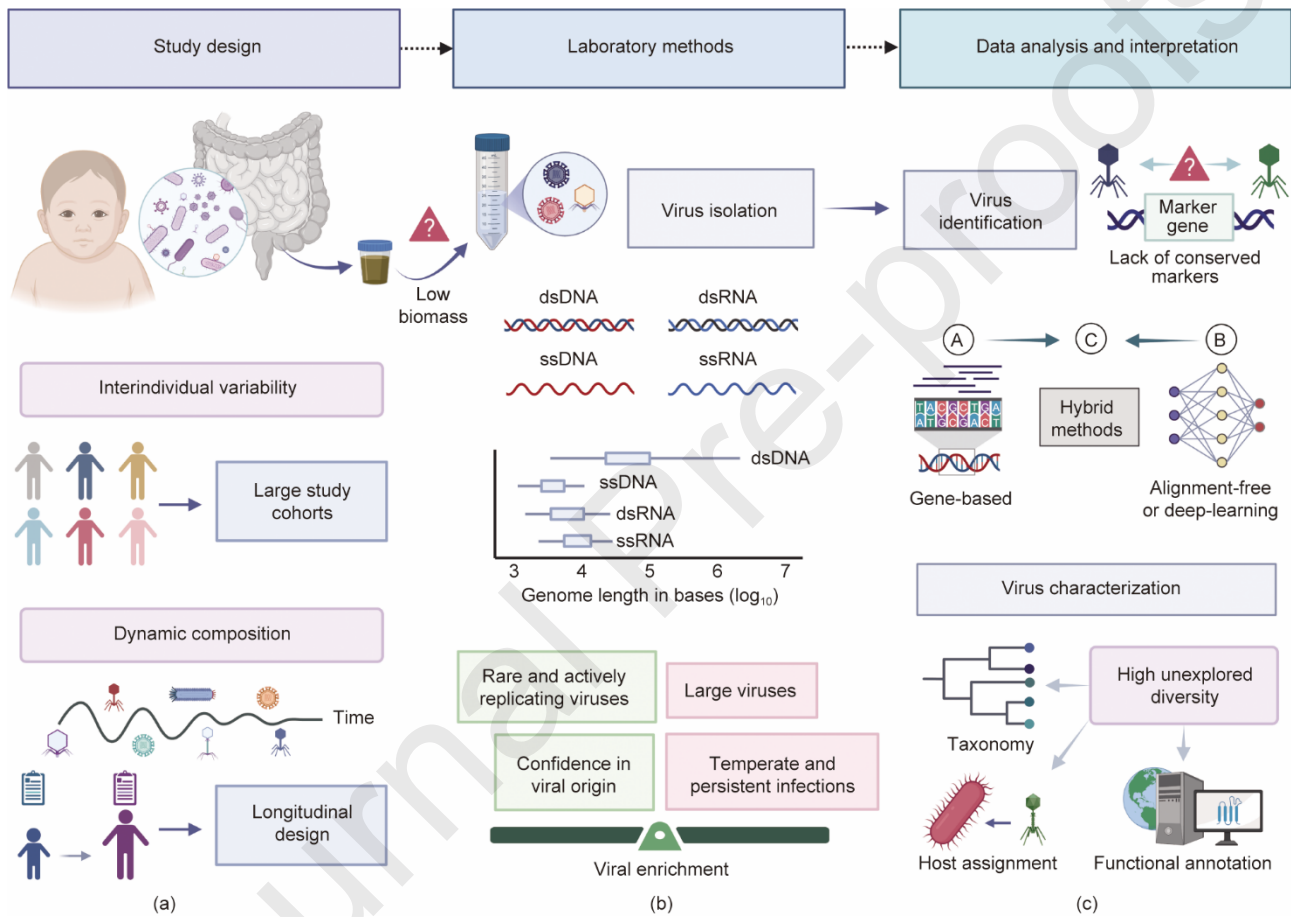 Study design
Laboratory methods
Data analysis and interpretation
?
Low
biomass
Virus isolation
Virus
identification
?
Marker
gene
Lack of conserved
markers
Interindividual variability
Large study
cohorts
Dynamic composition
Time
Longitudinal
design
(a)
dsDNA
dsRNA
ssDNA
ssRNA
dsDNA
ssDNA
dsRNA
ssRNA
3 4 5 6 7
Genome length in bases (log₁₀)
Rare and actively
replicating viruses
Large viruses
Confidence in
viral origin
Temperate and
persistent infections
Viral enrichment
(b)
A
C
B
TACGCTGA
ATGCGACT
Hybrid
methods
Gene-based
Alignment-free
or deep-learning
Virus characterization
High unexplored
diversity
Taxonomy
Host assignment
Functional annotation
(c)
Journal Pre-proofs